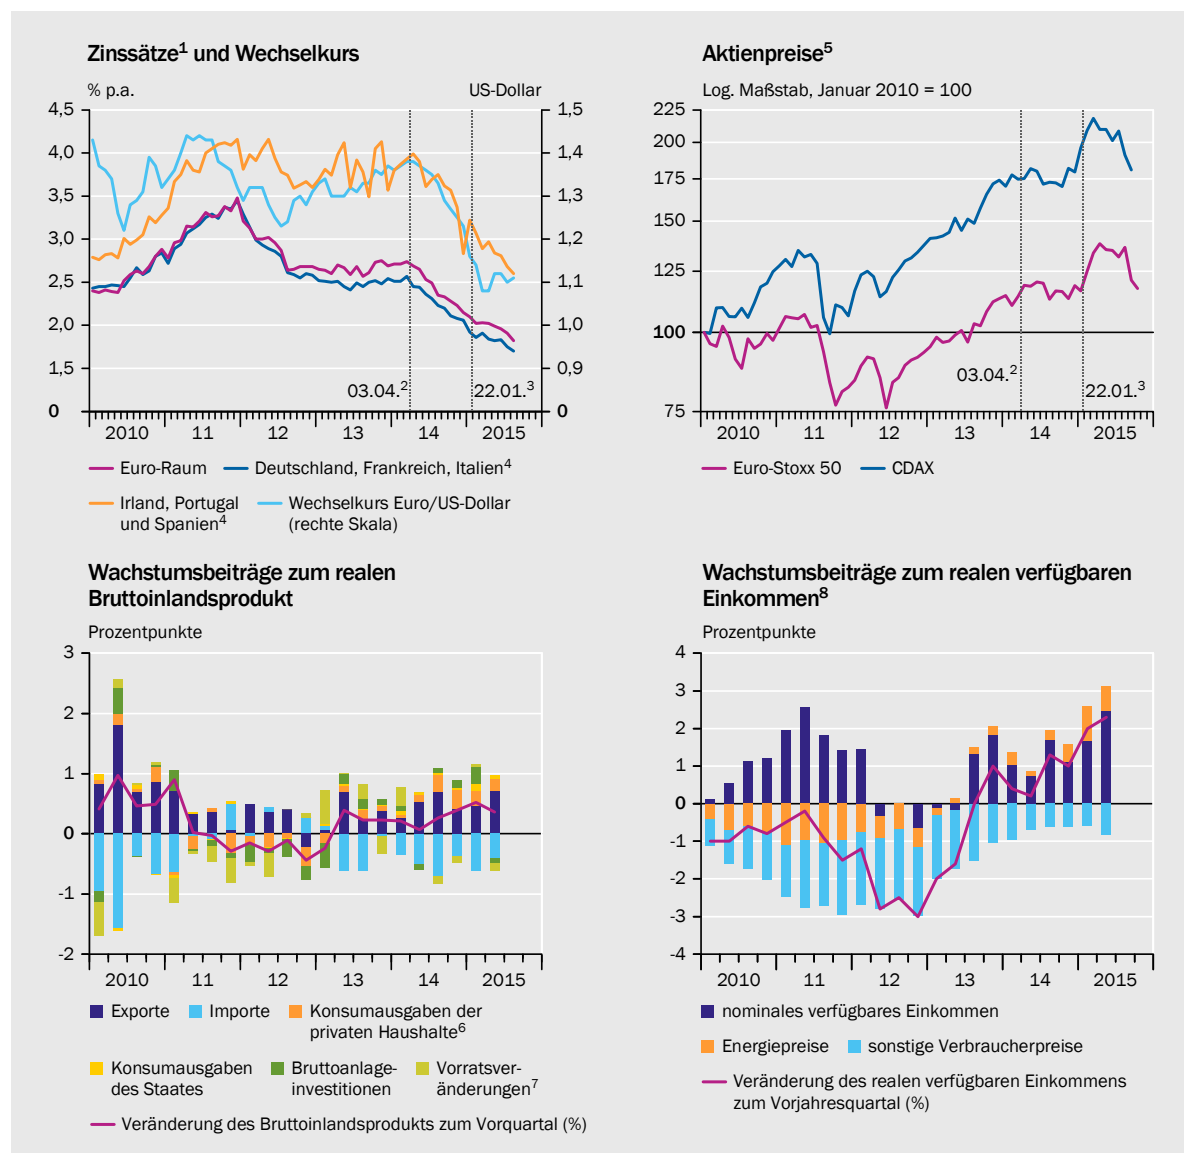 Zinssätze¹ und Wechselkurs
% p.a.
US-Dollar
4,5
4,0
3,5
3,0
2,5
2,0
1,5
0
1,5
1,4
1,3
1,2
1,1
1,0
0,9
0
03.04.²
22.01.³
2010 11 12 13 14 2015
Euro-Raum
Deutschland, Frankreich, Italien⁴
Irland, Portugal
und Spanien⁴
Wechselkurs Euro/US-Dollar
(rechte Skala)
Aktienpreise⁵
Log. Maßstab, Januar 2010 = 100
225
200
175
150
125
100
75
03.04.²
22.01.³
2010 11 12 13 14 2015
Euro-Stoxx 50
CDAX
Wachstumsbeiträge zum realen
Bruttoinlandsprodukt
Prozentpunkte
3
2
1
0
-1
-2
2010 11 12 13 14 2015
Exporte
Importe
Konsumausgaben der
privaten Haushalte⁶
Konsumausgaben
des Staates
Bruttoanlage-
investitionen
Vorratsver-
änderungen⁷
Veränderung des Bruttoinlandsprodukts zum Vorquartal (%)
Wachstumsbeiträge zum realen verfügbaren
Einkommen⁸
Prozentpunkte
4
3
2
1
0
-1
-2
-3
-4
2010 11 12 13 14 2015
nominales verfügbares Einkommen
Energiepreise
sonstige Verbraucherpreise
Veränderung des realen verfügbaren Einkommens
zum Vorjahresquartal (%)